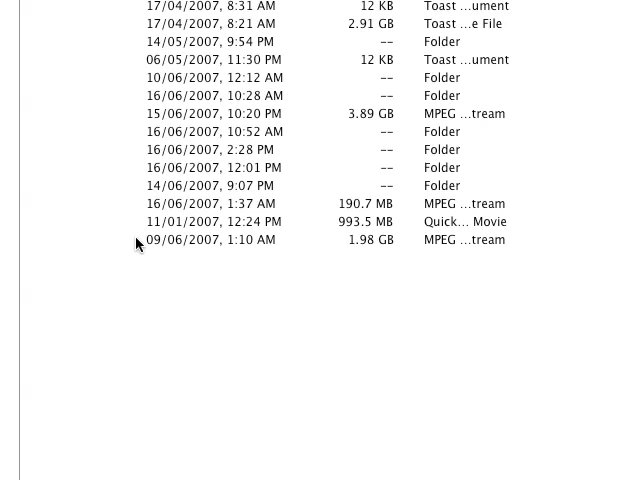 17/04/2007, 8:31 AM 12 KB Toast ...ument
17/04/2007, 8:21 AM 2.91 GB Toast ...e File
14/05/2007, 9:54 PM -- Folder
06/05/2007, 11:30 PM 12 KB Toast ...ument
10/06/2007, 12:12 AM -- Folder
16/06/2007, 10:28 AM -- Folder
15/06/2007, 10:20 PM 3.89 GB MPEG ...tream
16/06/2007, 10:52 AM -- Folder
16/06/2007, 2:28 PM -- Folder
16/06/2007, 12:01 PM -- Folder
14/06/2007, 9:07 PM -- Folder
16/06/2007, 1:37 AM 190.7 MB MPEG ...tream
11/01/2007, 12:24 PM 993.5 MB Quick... Movie
09/06/2007, 1:10 AM 1.98 GB MPEG ...tream